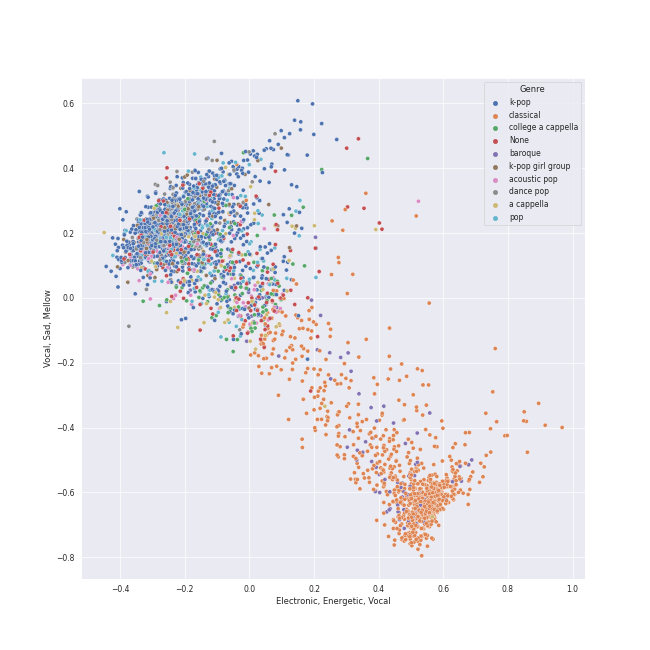 Genre
k-pop
classical
college a cappella
None
baroque
k-pop girl group
acoustic pop
dance pop
a cappella
pop
0.6
0.4
0.2
0.0
−0.2
−0.4
−0.6
−0.8
Vocal, Sad, Mellow
−0.4 −0.2 0.0 0.2 0.4 0.6 0.8 1.0
Electronic, Energetic, Vocal